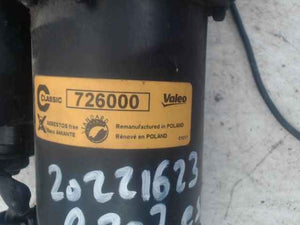 CLASSIC 726000 Valeo
ASBESTOS free
Sans AMIANTE
Remanufactured in POLAND
Rénové en POLAND
20221623